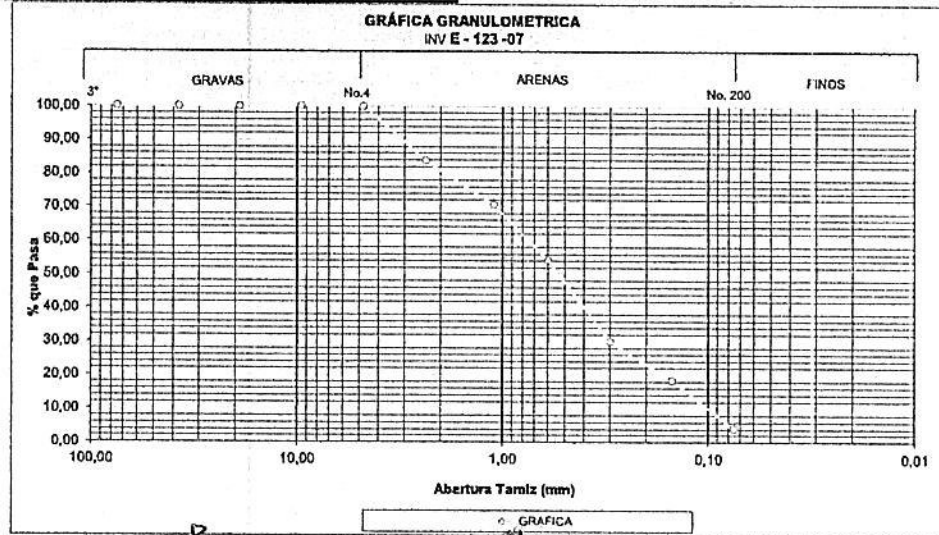 GRÁFICA GRANULOMETRICA
INV E - 123 -07
GRAVAS
ARENAS
FINOS
3"
No.4
No. 200
100,00
90,00
80,00
70,00
60,00
50,00
40,00
30,00
20,00
10,00
0,00
% que Pasa
100,00
10,00
1,00
0,10
0,01
Abertura Tamiz (mm)
GRAFICA